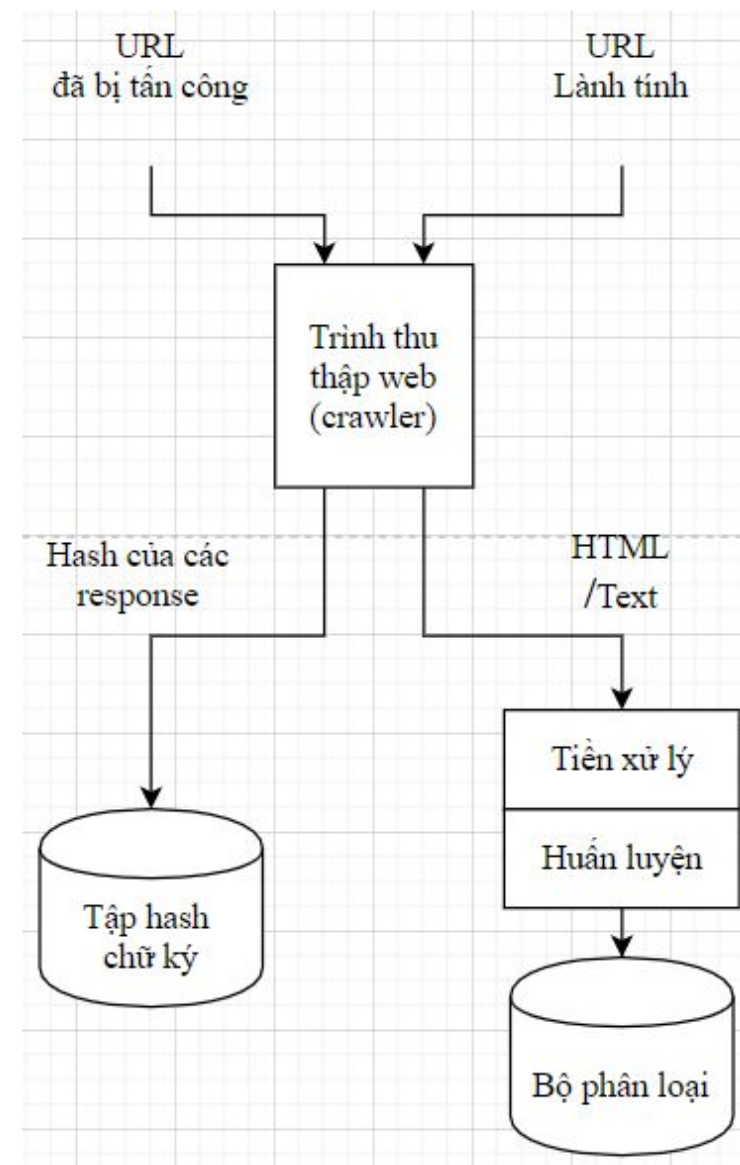 URL
đã bị tấn công
URL
Lành tính
Trình thu
thập web
(crawler)
Hash của các
response
HTML
/Text
Tiền xử lý
Huấn luyện
Tập hash
chữ ký
Bộ phân loại